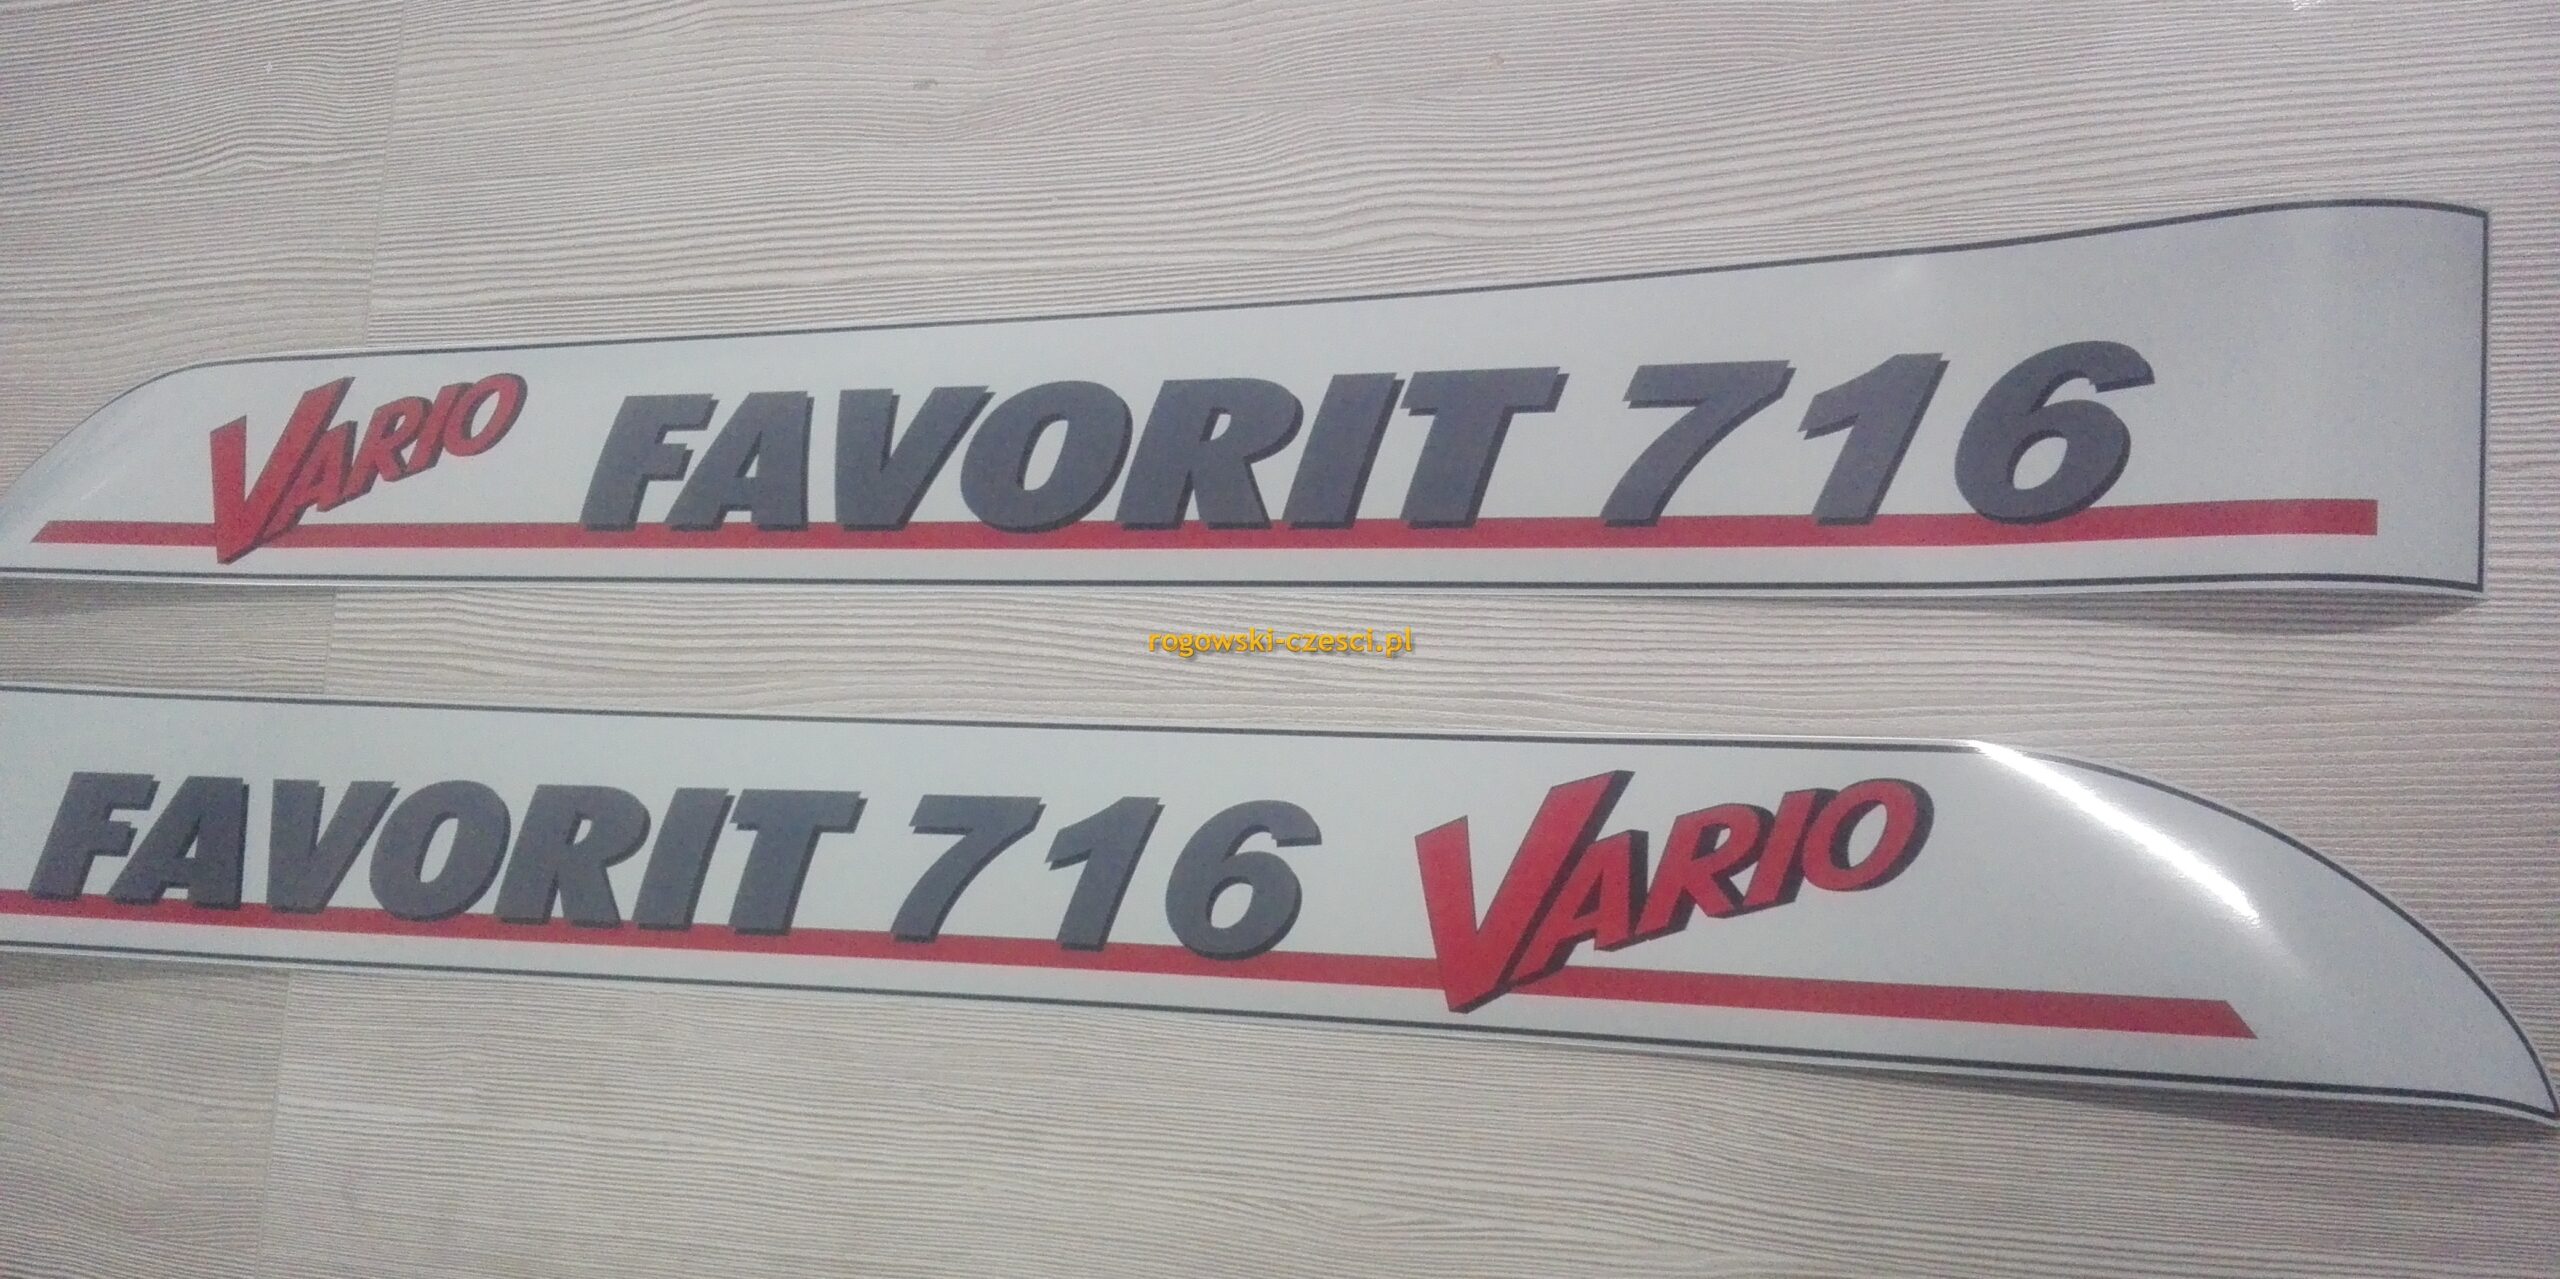 VARIO FAVORIT 716
rogowski-czesci.pl
FAVORIT 716 VARIO